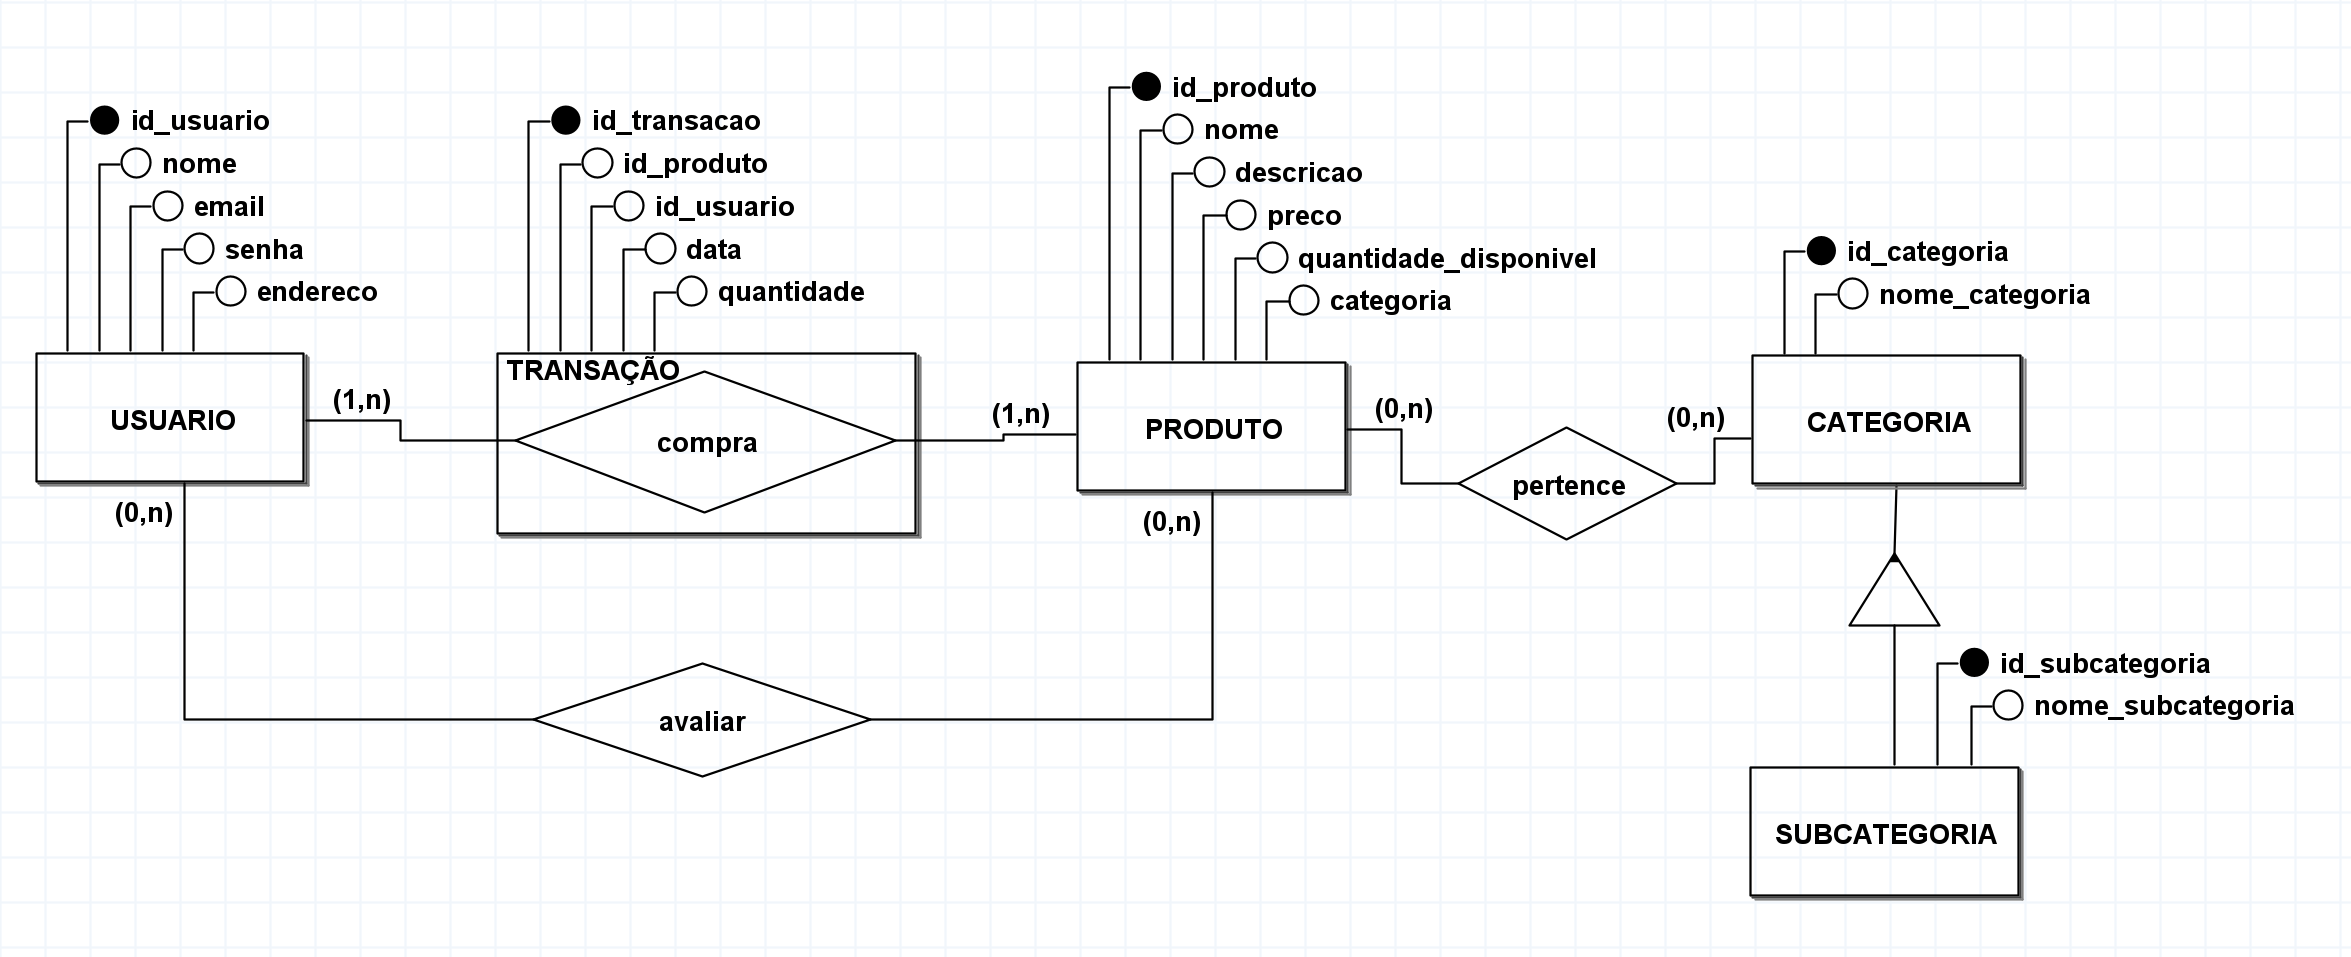 id_usuario
nome
email
senha
endereco
USUARIO
(1,n)
(0,n)
id_transacao
id_produto
id_usuario
data
quantidade
TRANSAÇÃO
compra
(1,n)
id_produto
nome
descricao
preco
quantidade_disponivel
categoria
PRODUTO
(0,n)
(0,n)
avaliar
pertence
(0,n)
id_categoria
nome_categoria
CATEGORIA
id_subcategoria
nome_subcategoria
SUBCATEGORIA